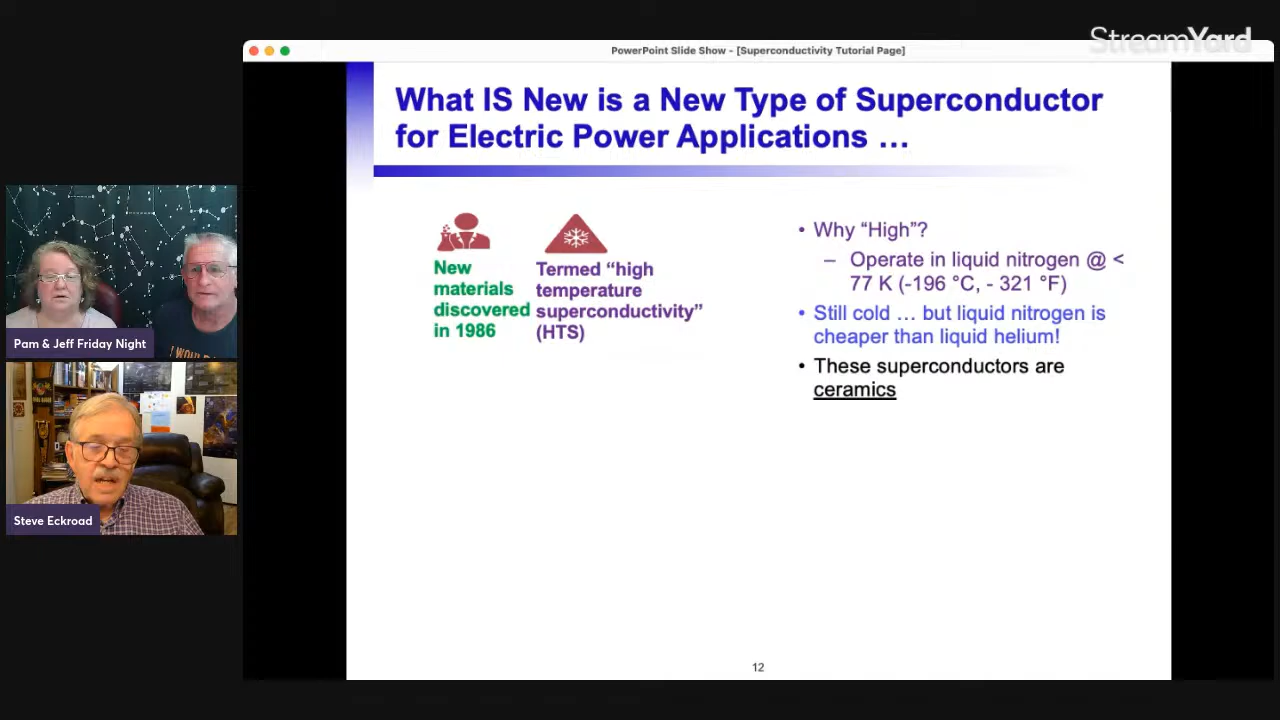 StreamYard
PowerPoint Slide Show - [Superconductivity Tutorial Page]
What IS New is a New Type of Superconductor
for Electric Power Applications …
New
materials
discovered
in 1986
Termed “high
temperature
superconductivity”
(HTS)
• Why “High”?
– Operate in liquid nitrogen @ <
77 K (-196 °C, - 321 °F)
• Still cold … but liquid nitrogen is
cheaper than liquid helium!
• These superconductors are
ceramics
12
Pam & Jeff Friday Night
Steve Eckroad